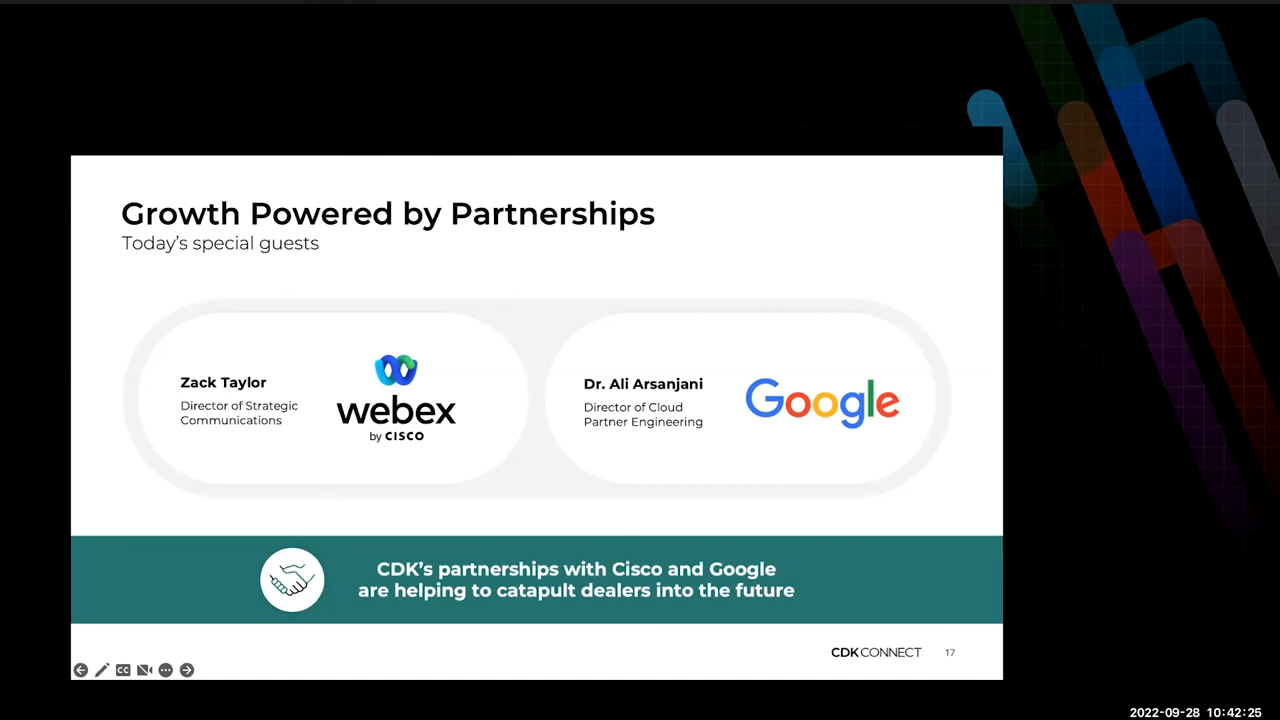 Growth Powered by Partnerships
Today's special guests
Zack Taylor
Director of Strategic
Communications
webex
by CISCO
Dr. Ali Arsanjani
Director of Cloud
Partner Engineering
Google
CDK's partnerships with Cisco and Google
are helping to catapult dealers into the future
CDK CONNECT
17
CC
2022-09-28 10:42:25